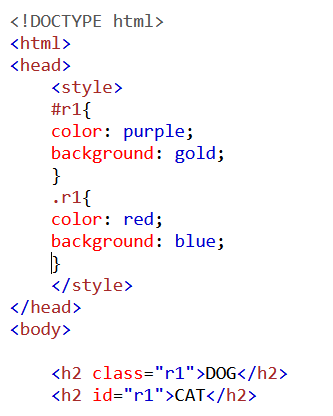 <!DOCTYPE html>
<html>
<head>
    <style>
    #r1{
    color: purple;
    background: gold;
    }
    .r1{
    color: red;
    background: blue;
    }
    </style>
</head>
<body>

    <h2 class="r1">DOG</h2>
    <h2 id="r1">CAT</h2>